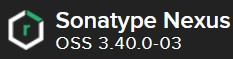 r
Sonatype Nexus
OSS 3.40.0-03